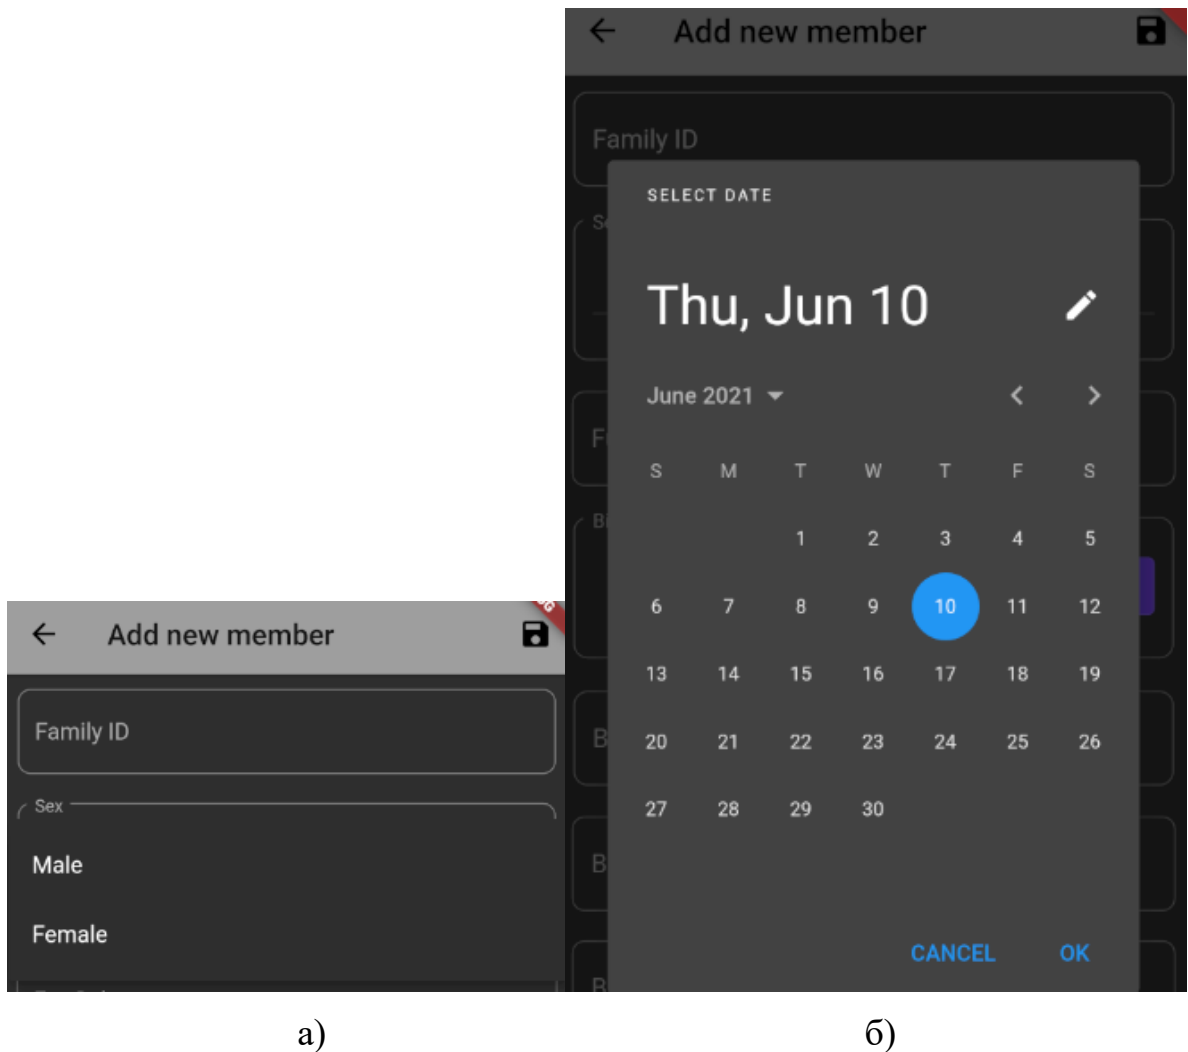 Add new member
Family ID
SELECT DATE
Thu, Jun 10
June 2021
S M T W T F S
1 2 3 4 5
6 7 8 9 10 11 12
13 14 15 16 17 18 19
20 21 22 23 24 25 26
27 28 29 30
CANCEL OK
Add new member
Family ID
Sex
Male
Female
а) б)